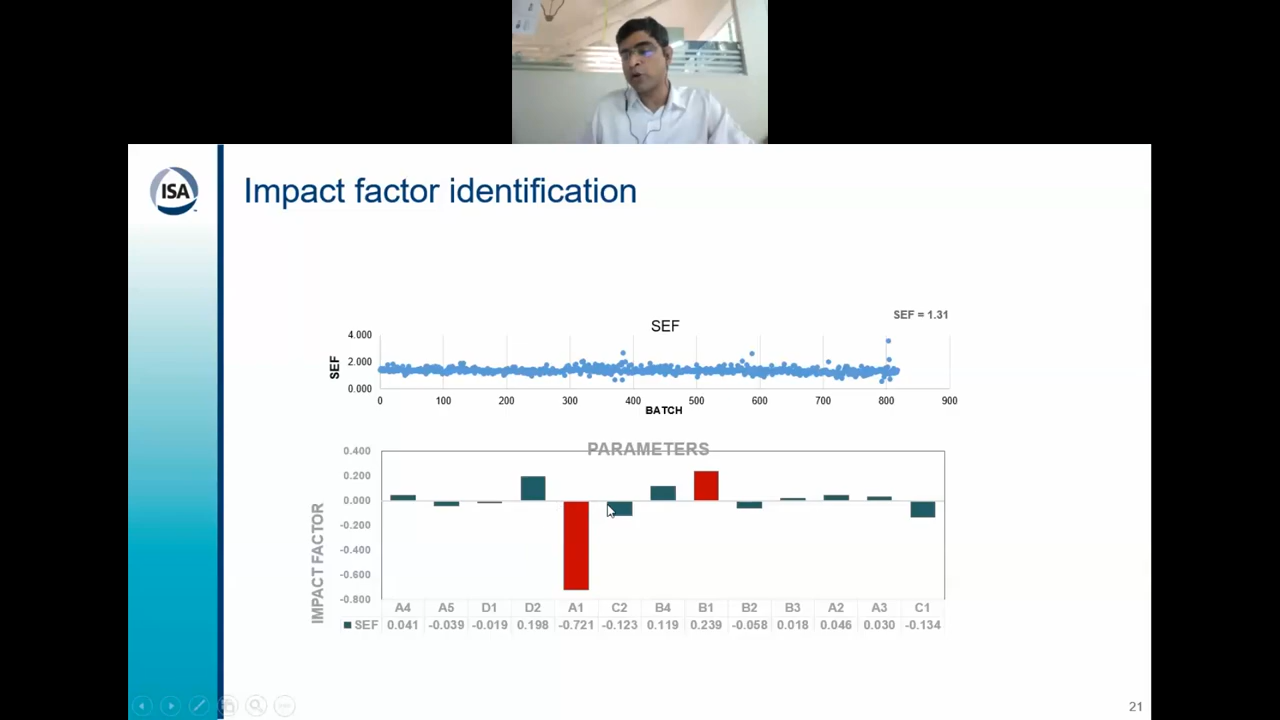 ISA
Impact factor identification
SEF = 1.31
SEF
4.000
2.000
0.000
SEF
0 100 200 300 400 500 600 700 800 900
BATCH
PARAMETERS
0.400
0.200
0.000
-0.200
-0.400
-0.600
-0.800
IMPACT FACTOR
A4 A5 D1 D2 A1 C2 B4 B1 B2 B3 A2 A3 C1
SEF 0.041 -0.039 -0.019 0.198 -0.721 -0.123 0.119 0.239 -0.058 0.018 0.046 0.030 -0.134
21